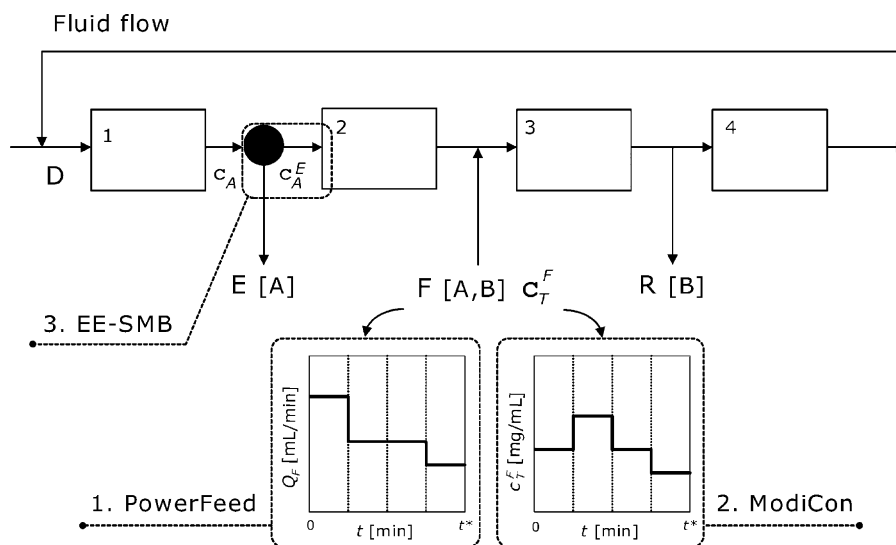 Fluid flow
1
2
3
4
D
c_A
c_A^E
E [A]
F [A,B] c_T^F
R [B]
3. EE-SMB
Q_F [mL/min]
c_T^F [mg/mL]
1. PowerFeed
0
t [min]
t*
0
t [min]
t*
2. ModiCon